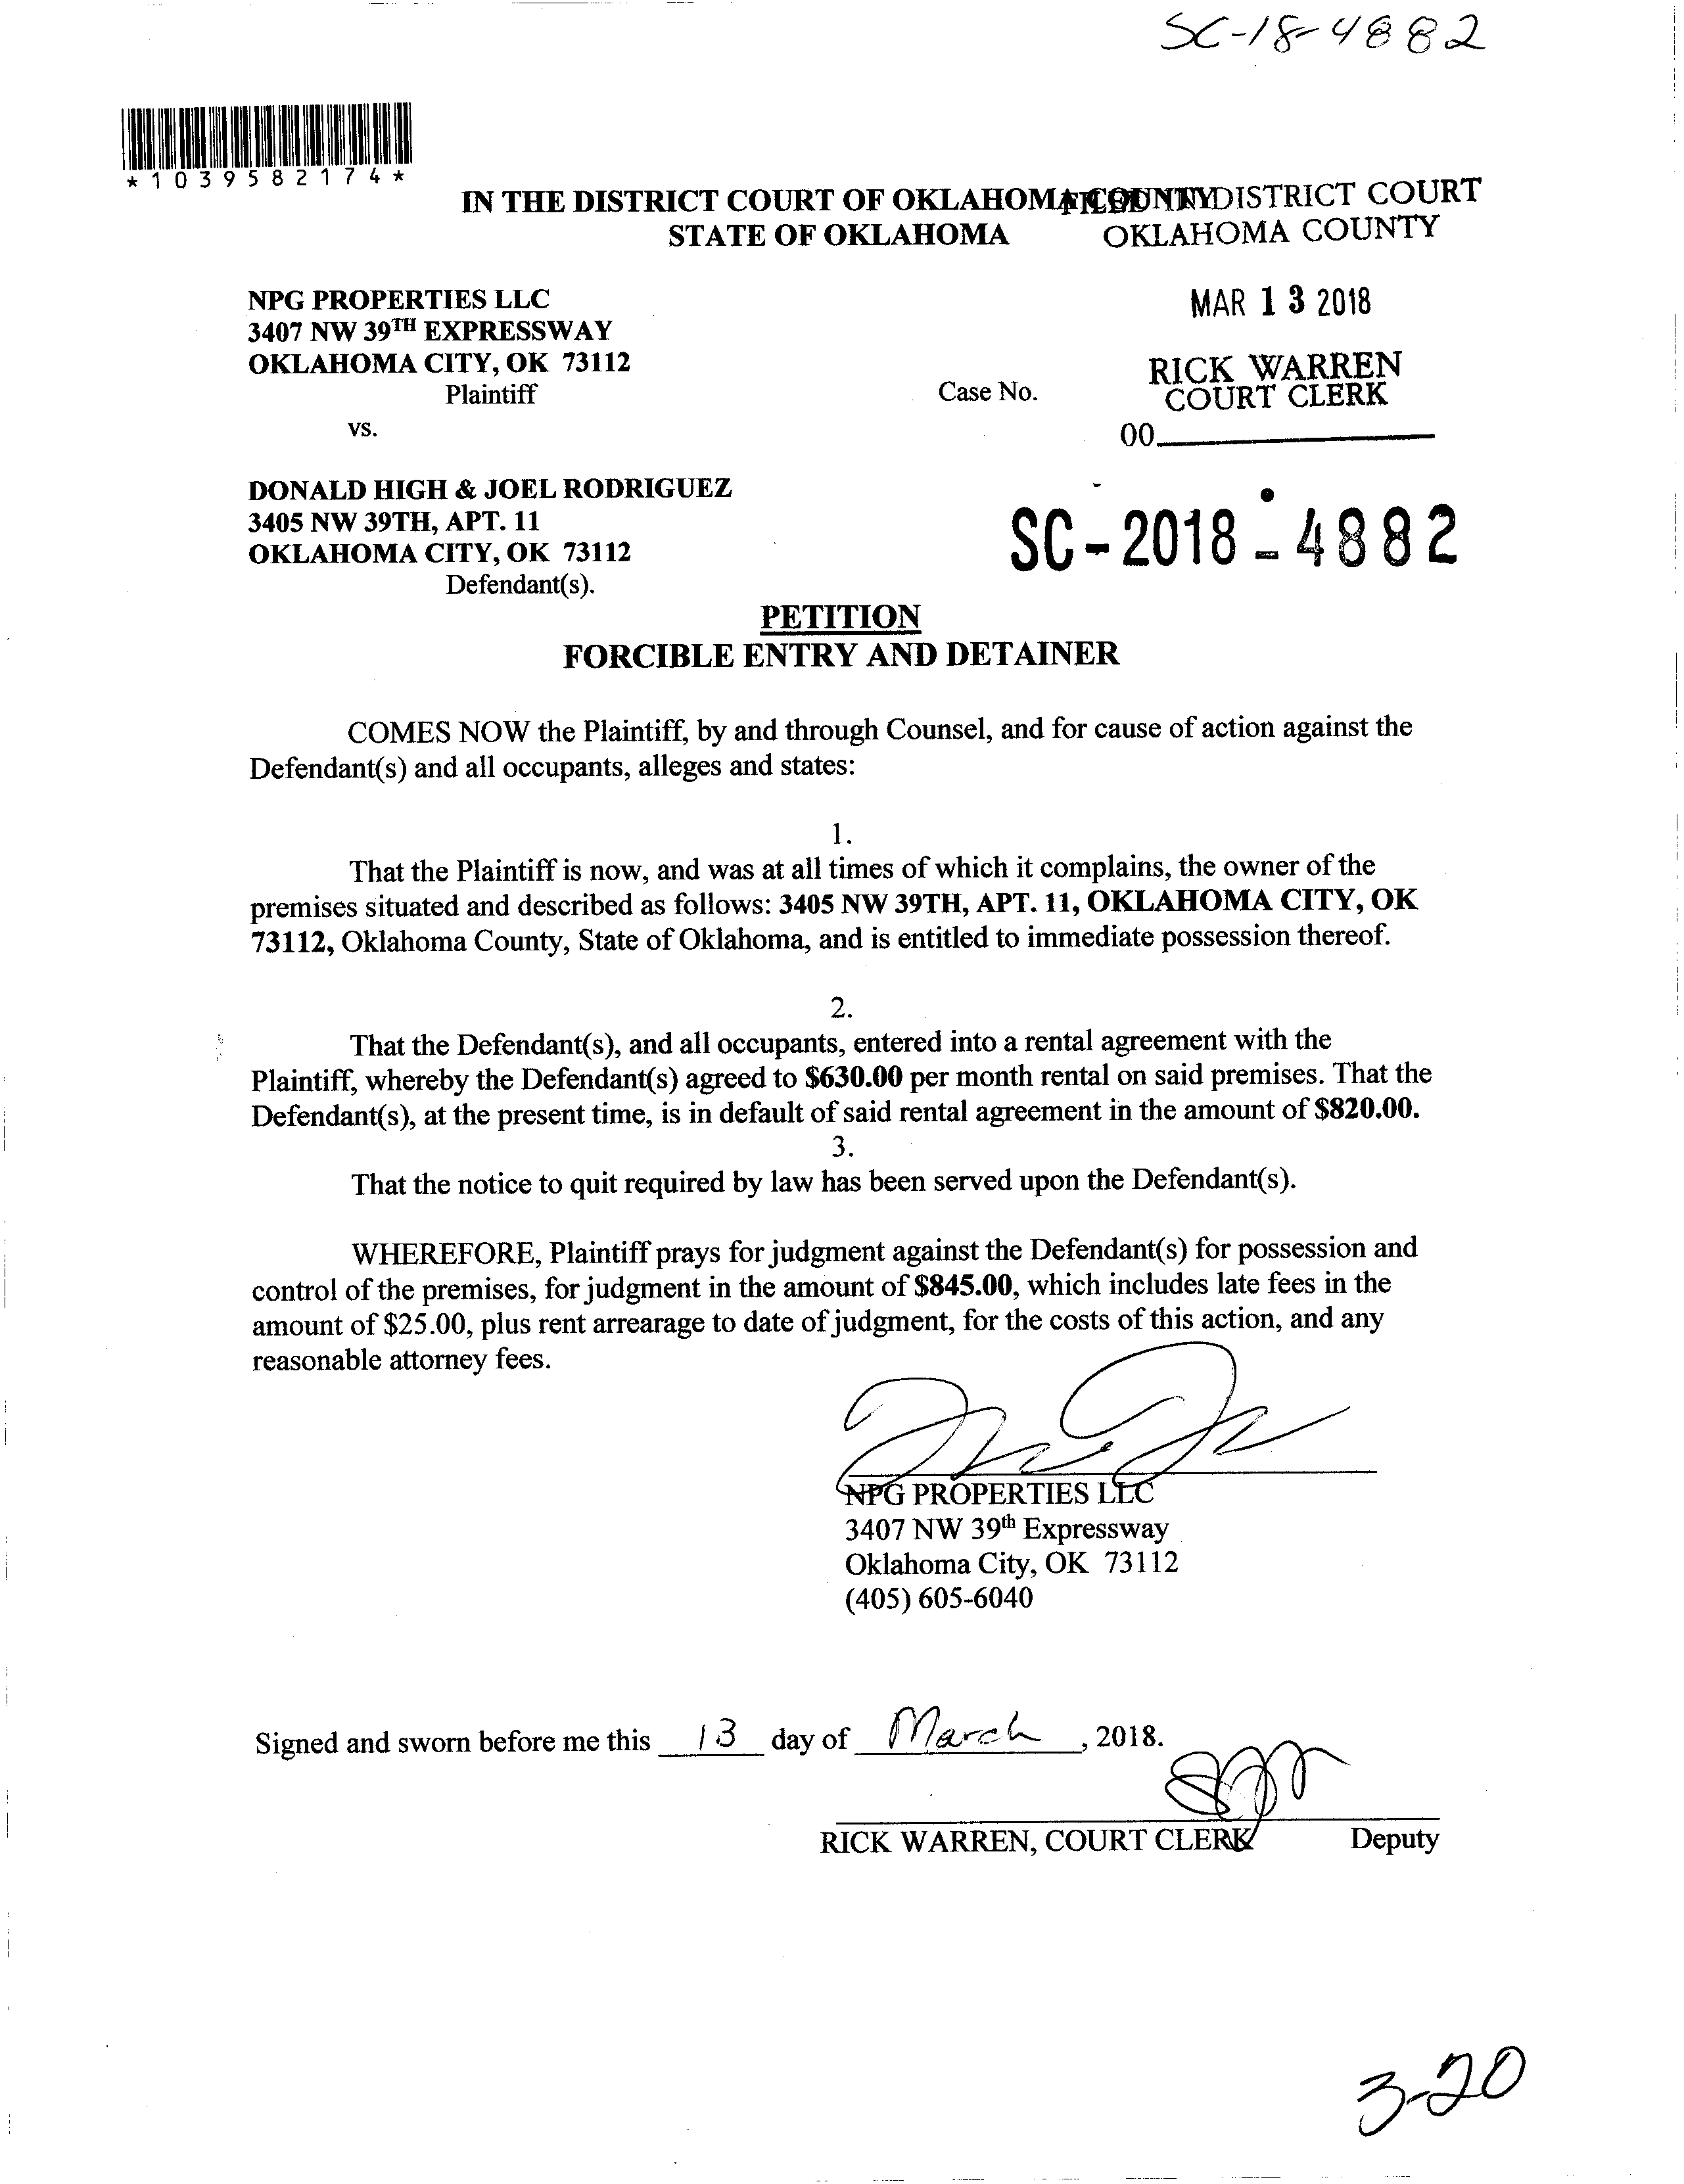 SC-18-4882
*1039582174*
IN THE DISTRICT COURT OF OKLAHOMA COUNTY
FILED IN DISTRICT COURT
STATE OF OKLAHOMA
OKLAHOMA COUNTY
NPG PROPERTIES LLC
MAR 13 2018
3407 NW 39TH EXPRESSWAY
OKLAHOMA CITY, OK 73112
RICK WARREN
Plaintiff
Case No.
COURT CLERK
vs.
00
DONALD HIGH & JOEL RODRIGUEZ
3405 NW 39TH, APT. 11
SC-2018-4882
OKLAHOMA CITY, OK 73112
Defendant(s).
PETITION
FORCIBLE ENTRY AND DETAINER
COMES NOW the Plaintiff, by and through Counsel, and for cause of action against the
Defendant(s) and all occupants, alleges and states:
1.
That the Plaintiff is now, and was at all times of which it complains, the owner of the
premises situated and described as follows: 3405 NW 39TH, APT. 11, OKLAHOMA CITY, OK
73112, Oklahoma County, State of Oklahoma, and is entitled to immediate possession thereof.
2.
That the Defendant(s), and all occupants, entered into a rental agreement with the
Plaintiff, whereby the Defendant(s) agreed to $630.00 per month rental on said premises. That the
Defendant(s), at the present time, is in default of said rental agreement in the amount of $820.00.
3.
That the notice to quit required by law has been served upon the Defendant(s).
WHEREFORE, Plaintiff prays for judgment against the Defendant(s) for possession and
control of the premises, for judgment in the amount of $845.00, which includes late fees in the
amount of $25.00, plus rent arrearage to date of judgment, for the costs of this action, and any
reasonable attorney fees.
NPG PROPERTIES LLC
3407 NW 39th Expressway
Oklahoma City, OK 73112
(405) 605-6040
Signed and sworn before me this 13 day of March, 2018.
RICK WARREN, COURT CLERK Deputy
3-20